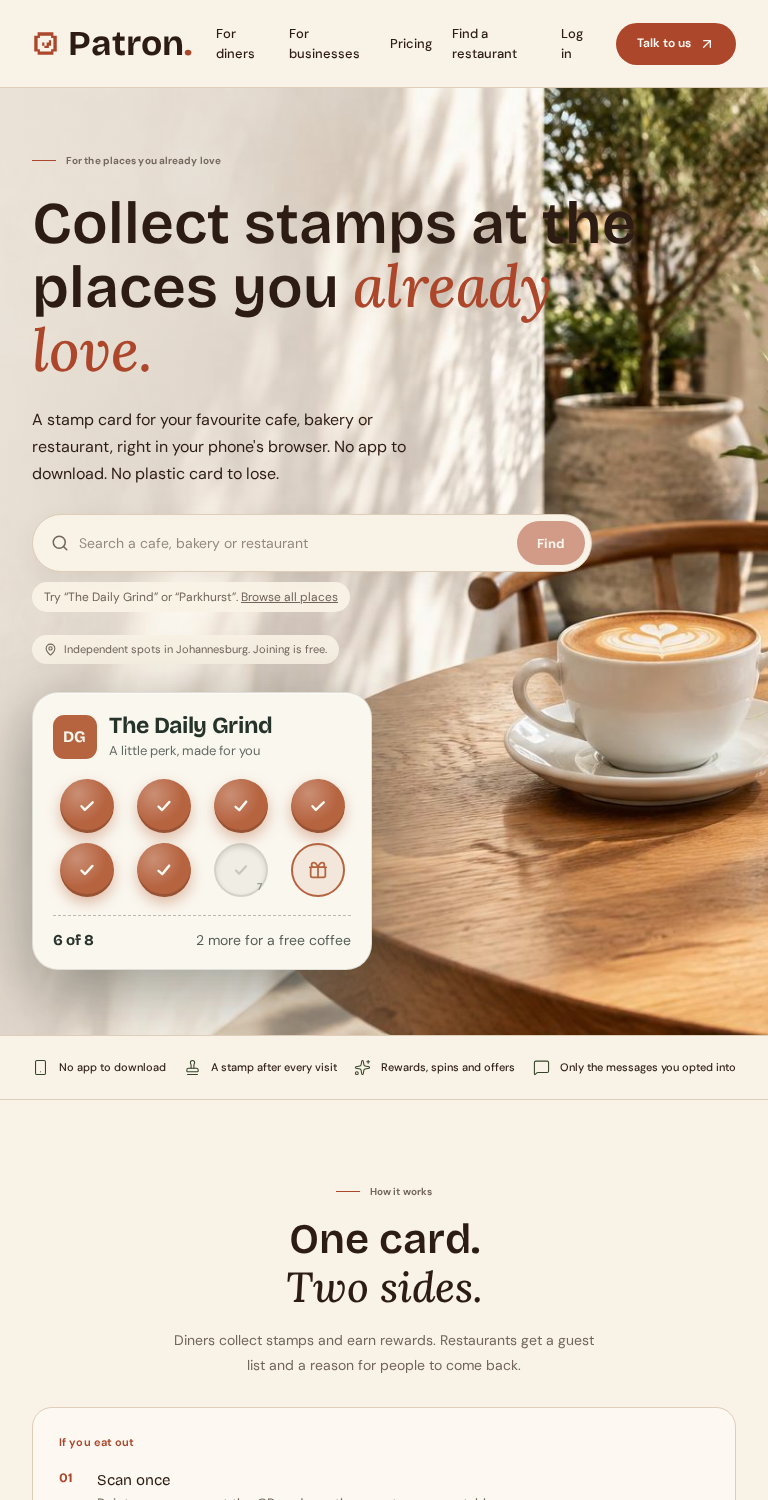 Patron.
For diners
For businesses
Pricing
Find a restaurant
Log in
Talk to us
For the places you already love
Collect stamps at the
places you already
love.
A stamp card for your favourite cafe, bakery or
restaurant, right in your phone's browser. No app to
download. No plastic card to lose.
Search a cafe, bakery or restaurant
Find
Try “The Daily Grind” or “Parkhurst”. Browse all places
Independent spots in Johannesburg. Joining is free.
DG
The Daily Grind
A little perk, made for you
7
6 of 8
2 more for a free coffee
No app to download
A stamp after every visit
Rewards, spins and offers
Only the messages you opted into
How it works
One card.
Two sides.
Diners collect stamps and earn rewards. Restaurants get a guest
list and a reason for people to come back.
If you eat out
01
Scan once